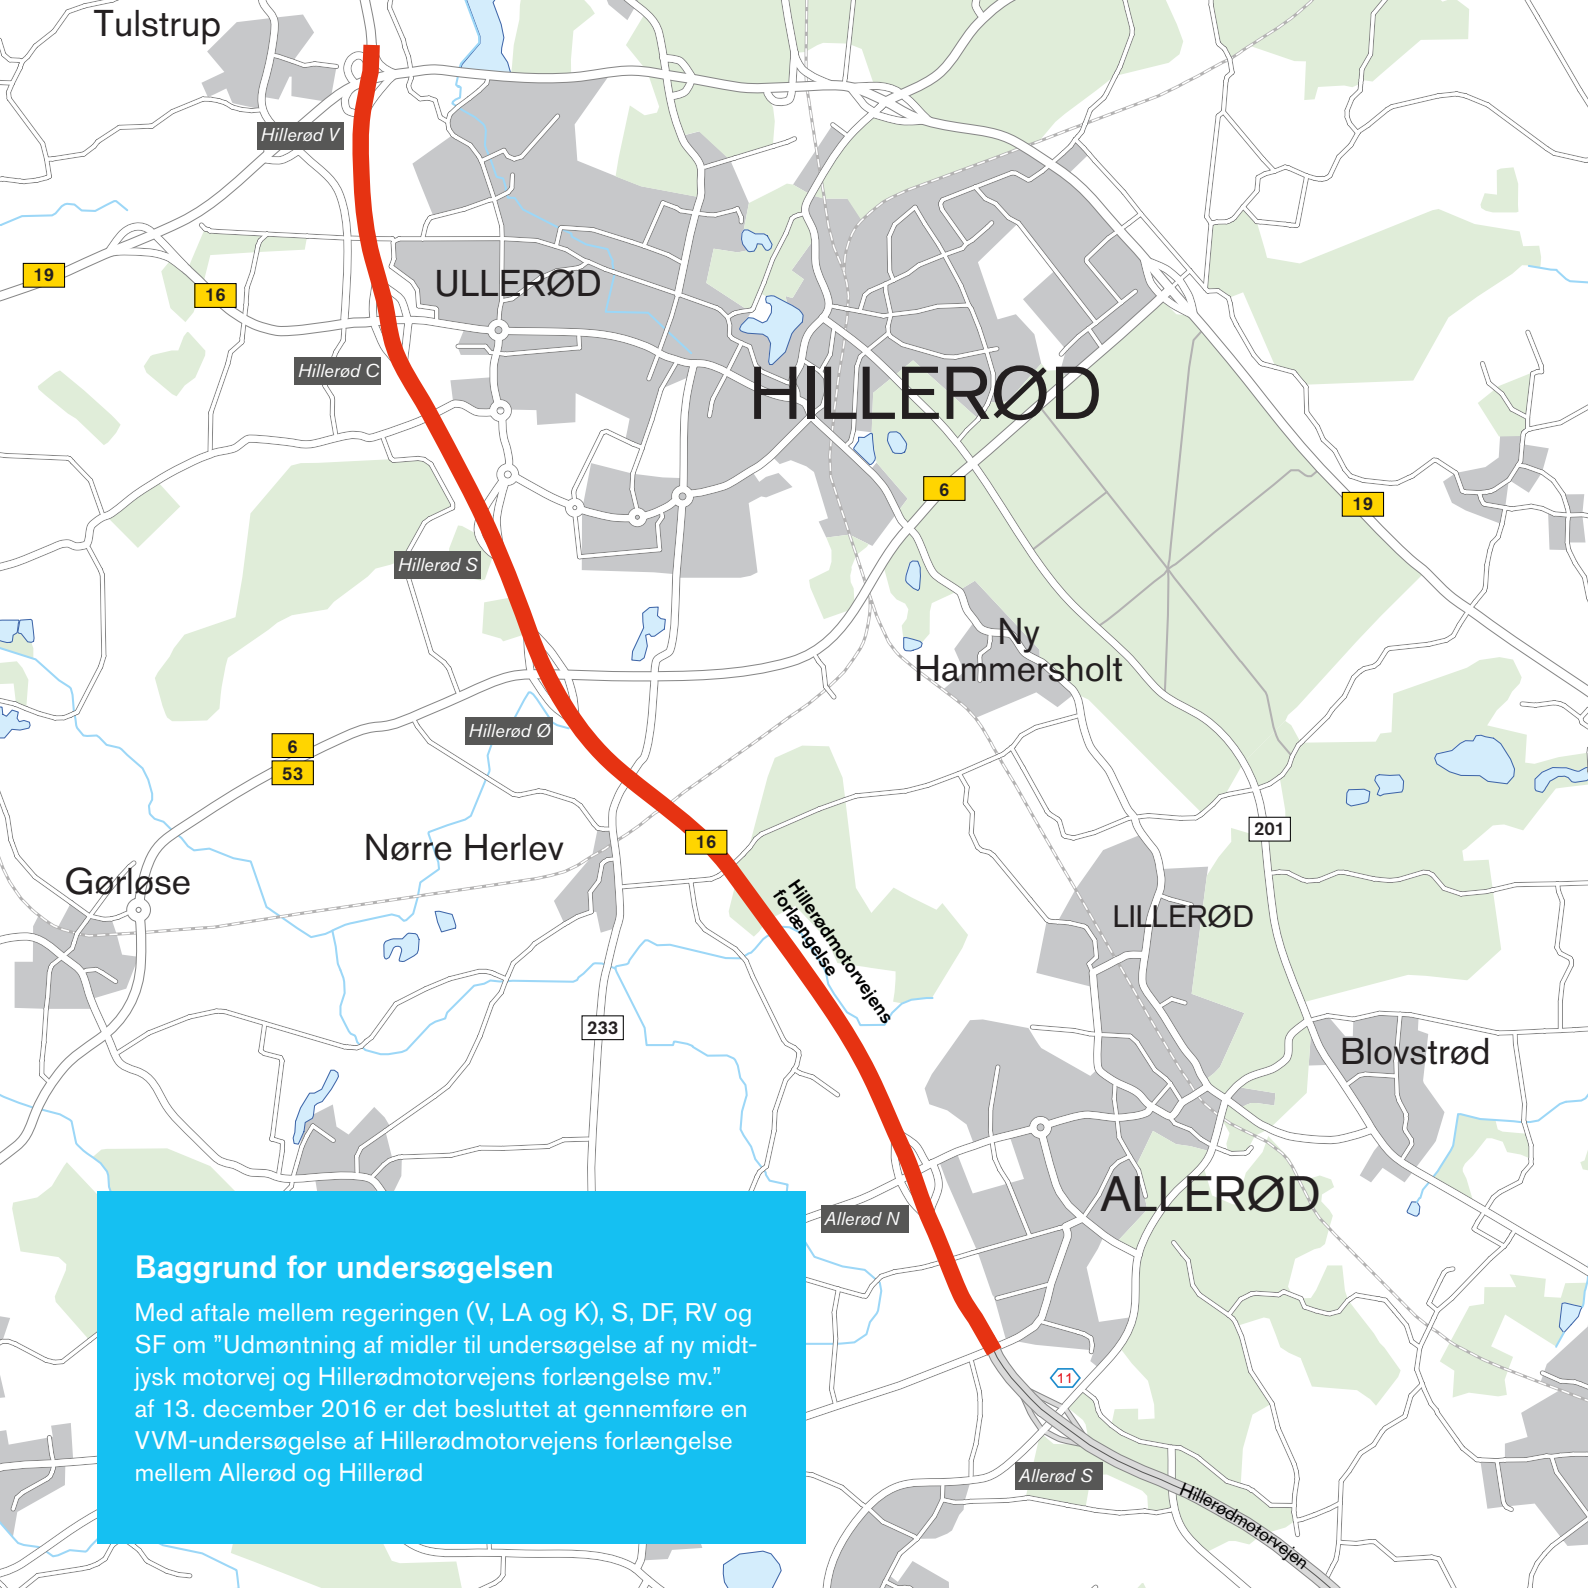 Tulstrup
Hillerød V
19
16
ULLERØD
Hillerød C
HILLERØD
6
19
Hillerød S
Ny
Hammersholt
Hillerød Ø
6
53
16
201
Nørre Herlev
Gørløse
Hillerødmotorvejens
forlængelse
LILLERØD
233
Blovstrød
ALLERØD
Allerød N
11
Allerød S
Hillerødmotorvejen
Baggrund for undersøgelsen
Med aftale mellem regeringen (V, LA og K), S, DF, RV og
SF om ”Udmøntning af midler til undersøgelse af ny midt-
jysk motorvej og Hillerødmotorvejens forlængelse mv.”
af 13. december 2016 er det besluttet at gennemføre en
VVM-undersøgelse af Hillerødmotorvejens forlængelse
mellem Allerød og Hillerød